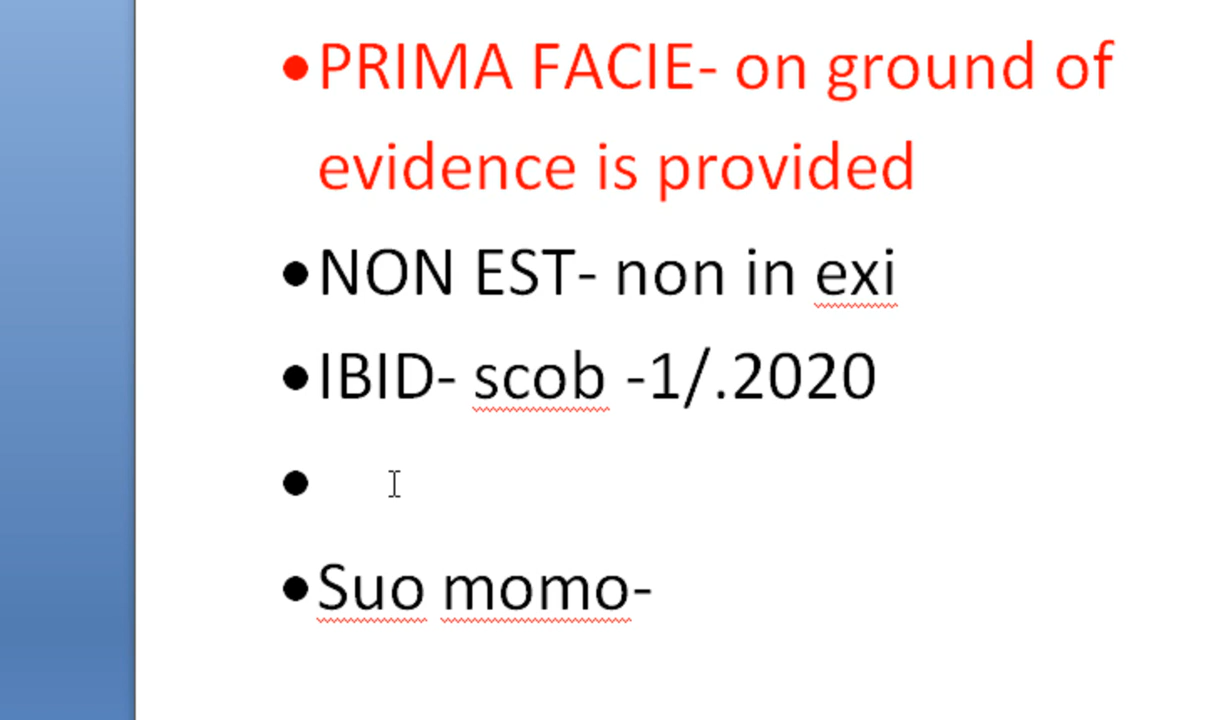 • PRIMA FACIE- on ground of
evidence is provided
• NON EST- non in exi
• IBID- scob -1/.2020
•
• Suo momo-